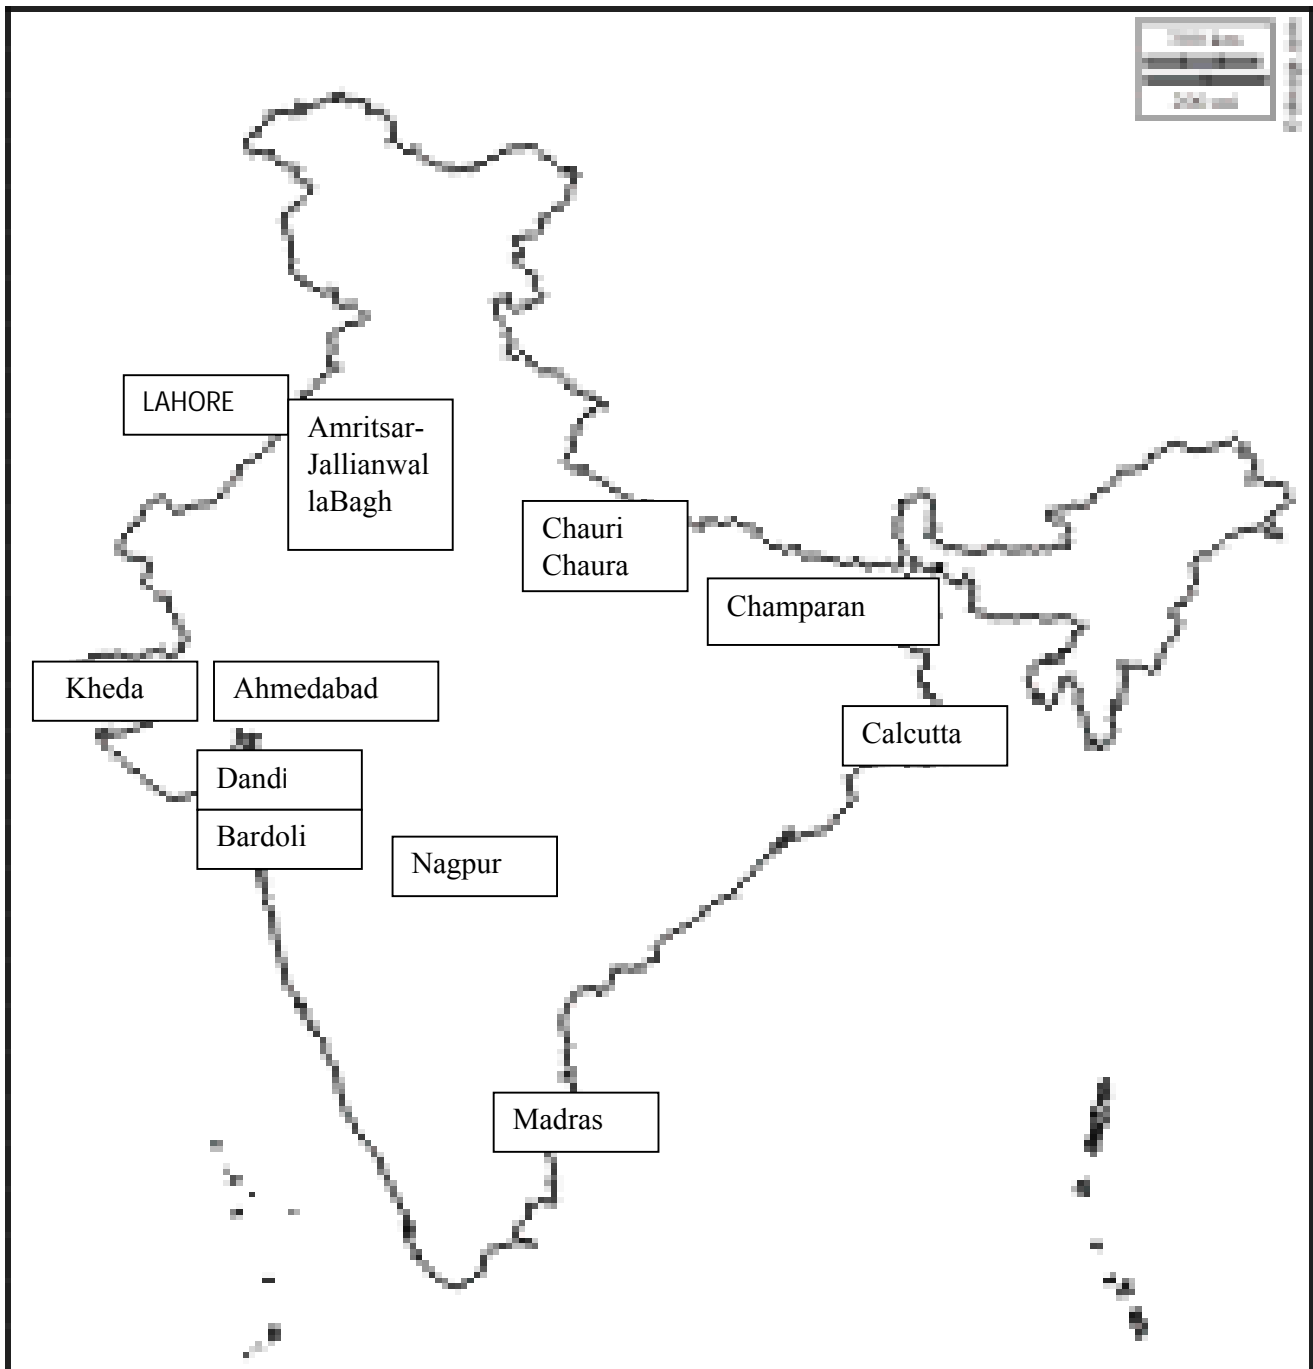 LAHORE
Amritsar-
Jallianwal
laBagh
Chauri
Chaura
Champaran
Kheda
Ahmedabad
Calcutta
Dandi
Bardoli
Nagpur
Madras